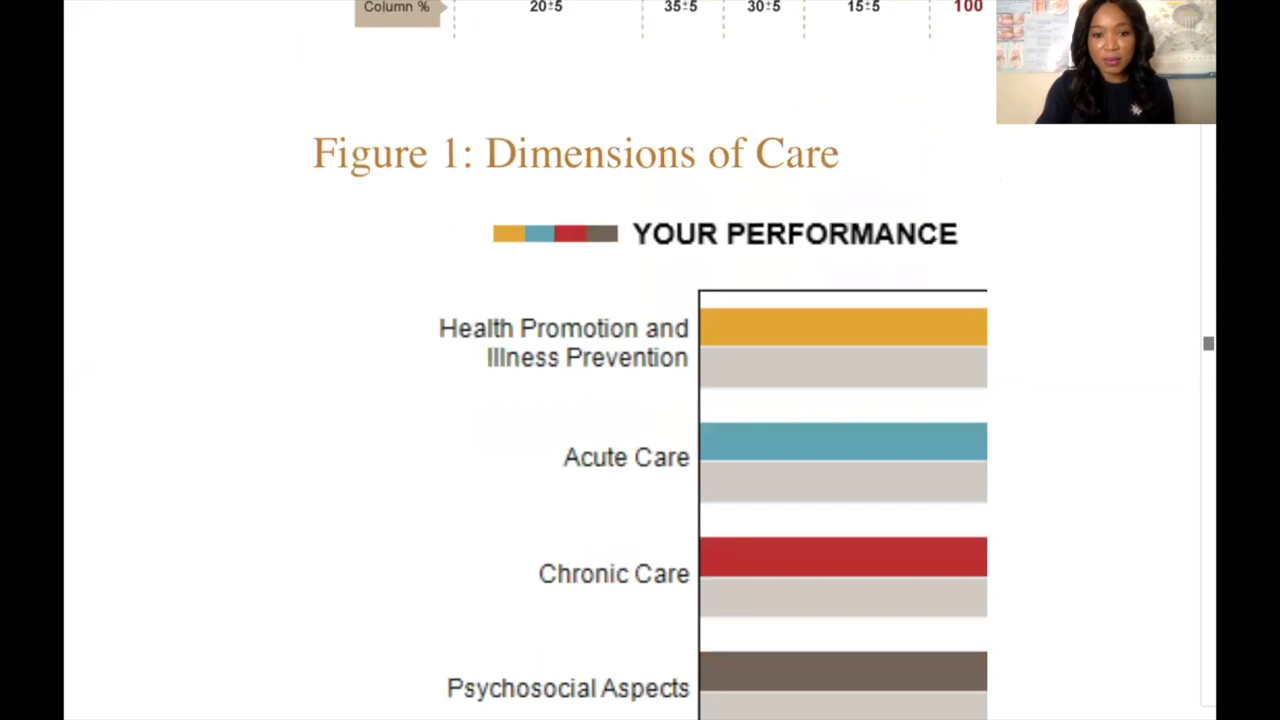 Column % 20±5 35±5 30±5 15±5 100
Figure 1: Dimensions of Care
YOUR PERFORMANCE
Health Promotion and
Illness Prevention
Acute Care
Chronic Care
Psychosocial Aspects